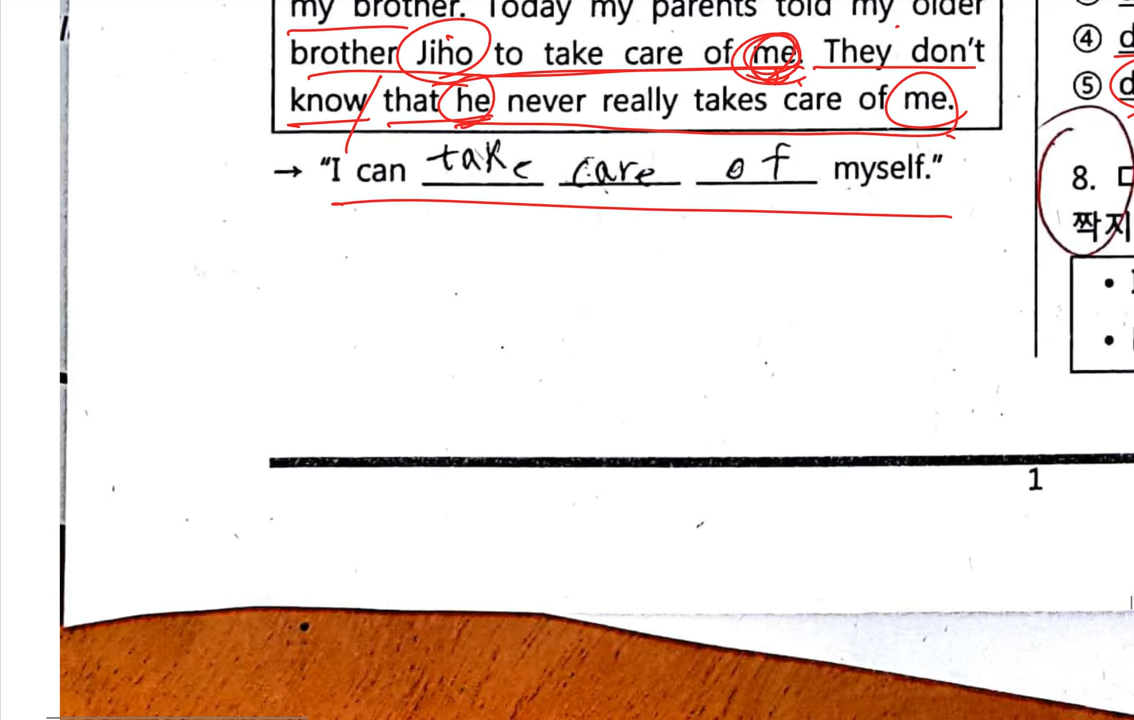 my brother. Today my parents told my older
brother Jiho to take care of me. They don't
know that he never really takes care of me.
→ "I can take care of myself."
④ d
⑤ d
8. 다
짝지
1